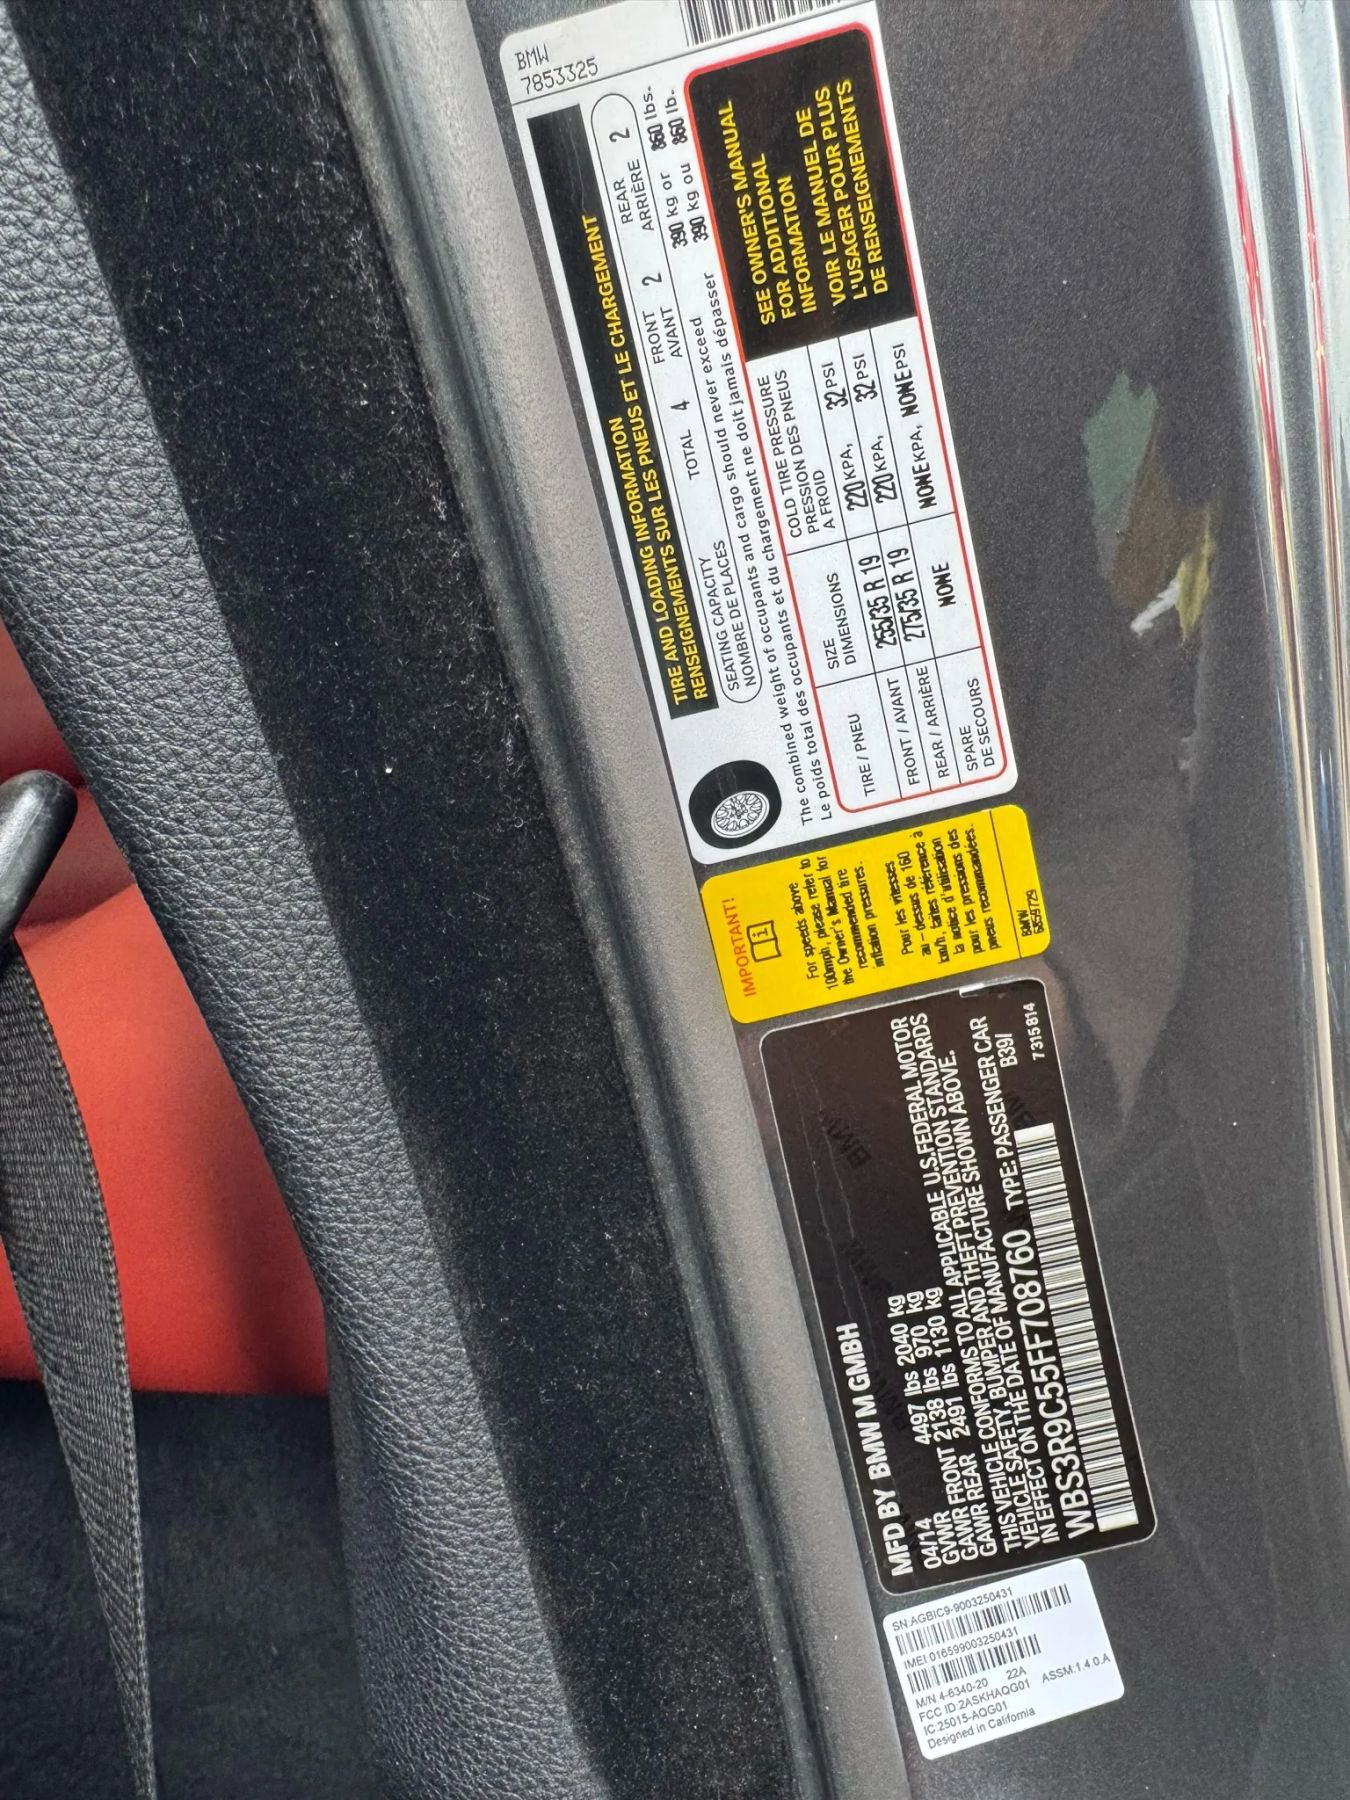 BMW
7853325
TIRE AND LOADING INFORMATION
RENSEIGNEMENTS SUR LES PNEUS ET LE CHARGEMENT
SEATING CAPACITY
NOMBRE DE PLACES
TOTAL 4
FRONT
AVANT 2
REAR
ARRIÈRE 2
The combined weight of occupants and cargo should never exceed 390 kg or 860 lbs.
Le poids total des occupants et du chargement ne doit jamais dépasser 390 kg ou 860 lb.
TIRE / PNEU
SIZE
DIMENSIONS
COLD TIRE PRESSURE
PRESSION DES PNEUS
A FROID
FRONT / AVANT 255/35 R 19 220 KPA, 32 PSI
REAR / ARRIÈRE 275/35 R 19 220 KPA, 32 PSI
SPARE
DE SECOURS NONE NONE KPA, NONE PSI
SEE OWNER'S MANUAL
FOR ADDITIONAL
INFORMATION
VOIR LE MANUEL DE
L'USAGER POUR PLUS
DE RENSEIGNEMENTS
IMPORTANT!
For speeds above
100mph, please refer to
the Owner's Manual for
recommended tire
inflation pressures.
Pour les vitesses
au-dessus de 160
km/h, faites référence à
la notice d'utilisation
pour les pressions des
pneus recommandées.
BMW
6859729
MFD BY BMW M GMBH
04/14
GVWR 4497 lbs 2040 kg
GAWR FRONT 2138 lbs 970 kg
GAWR REAR 2491 lbs 1130 kg
THIS VEHICLE CONFORMS TO ALL APPLICABLE U.S.FEDERAL MOTOR
VEHICLE SAFETY, BUMPER AND THEFT PREVENTION STANDARDS
IN EFFECT ON THE DATE OF MANUFACTURE SHOWN ABOVE.
WBS3R9C55FF708760 TYPE: PASSENGER CAR
B39/
7315814
SN:AGBIC9-9003250431
IMEI:016599003250431
M/N 4-6340-20 22A
FCC ID:2ASKHAQG01 ASSM:1.4.0.A
IC:25015-AQG01
Designed in California